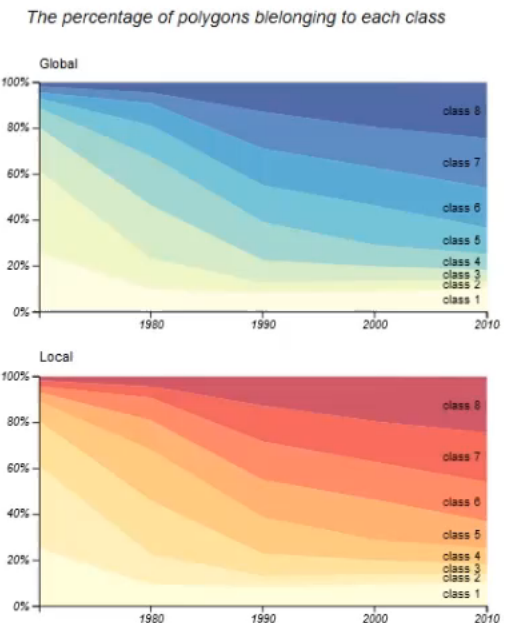 The percentage of polygons blelonging to each class
Global
100%
80%
60%
40%
20%
0%
class 8
class 7
class 6
class 5
class 4
class 3
class 2
class 1
1980
1990
2000
2010
Local
100%
80%
60%
40%
20%
0%
class 8
class 7
class 6
class 5
class 4
class 3
class 2
class 1
1980
1990
2000
2010